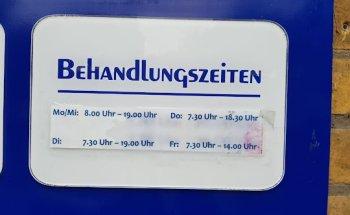 BEHANDLUNGSZEITEN
Mo/Mi: 8.00 Uhr – 19.00 Uhr Do: 7.30 Uhr – 18.30 Uhr
Di: 7.30 Uhr – 19.00 Uhr Fr: 7.30 Uhr – 14.00 Uhr